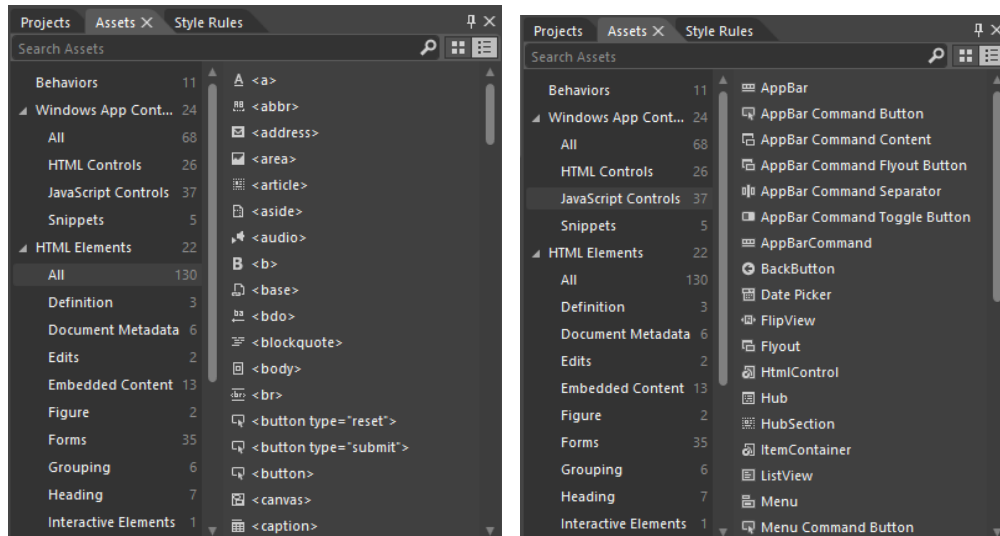 Projects Assets Style Rules
Search Assets
Behaviors 11
Windows App Cont... 24
All 68
HTML Controls 26
JavaScript Controls 37
Snippets 5
HTML Elements 22
All 130
Definition 3
Document Metadata 6
Edits 2
Embedded Content 13
Figure 2
Forms 35
Grouping 6
Heading 7
Interactive Elements 1
<a>
<abbr>
<address>
<area>
<article>
<aside>
<audio>
<b>
<base>
<bdo>
<blockquote>
<body>
<br>
<button type="reset">
<button type="submit">
<button>
<canvas>
<caption>
Projects Assets Style Rules
Search Assets
Behaviors 11
Windows App Cont... 24
All 68
HTML Controls 26
JavaScript Controls 37
Snippets 5
HTML Elements 22
All 130
Definition 3
Document Metadata 6
Edits 2
Embedded Content 13
Figure 2
Forms 35
Grouping 6
Heading 7
Interactive Elements 1
AppBar
AppBar Command Button
AppBar Command Content
AppBar Command Flyout Button
AppBar Command Separator
AppBar Command Toggle Button
AppBarCommand
BackButton
Date Picker
FlipView
Flyout
HtmlControl
Hub
HubSection
ItemContainer
ListView
Menu
Menu Command Button